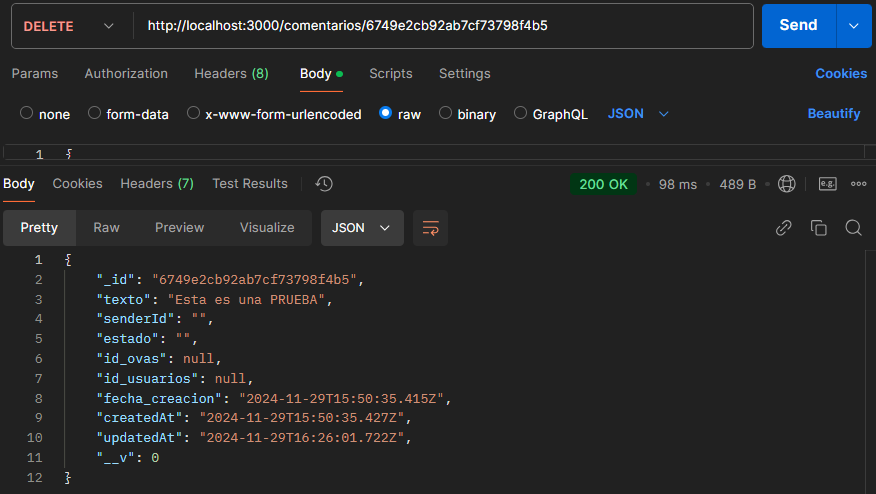 DELETE http://localhost:3000/comentarios/6749e2cb92ab7cf73798f4b5 Send
Params Authorization Headers (8) Body Scripts Settings Cookies
none form-data x-www-form-urlencoded raw binary GraphQL JSON Beautify
1 {
Body Cookies Headers (7) Test Results 200 OK 98 ms 489 B e.g.
Pretty Raw Preview Visualize JSON
1 {
2 "_id": "6749e2cb92ab7cf73798f4b5",
3 "texto": "Esta es una PRUEBA",
4 "senderId": "",
5 "estado": "",
6 "id_ovas": null,
7 "id_usuarios": null,
8 "fecha_creacion": "2024-11-29T15:50:35.415Z",
9 "createdAt": "2024-11-29T15:50:35.427Z",
10 "updatedAt": "2024-11-29T16:26:01.722Z",
11 "__v": 0
12 }